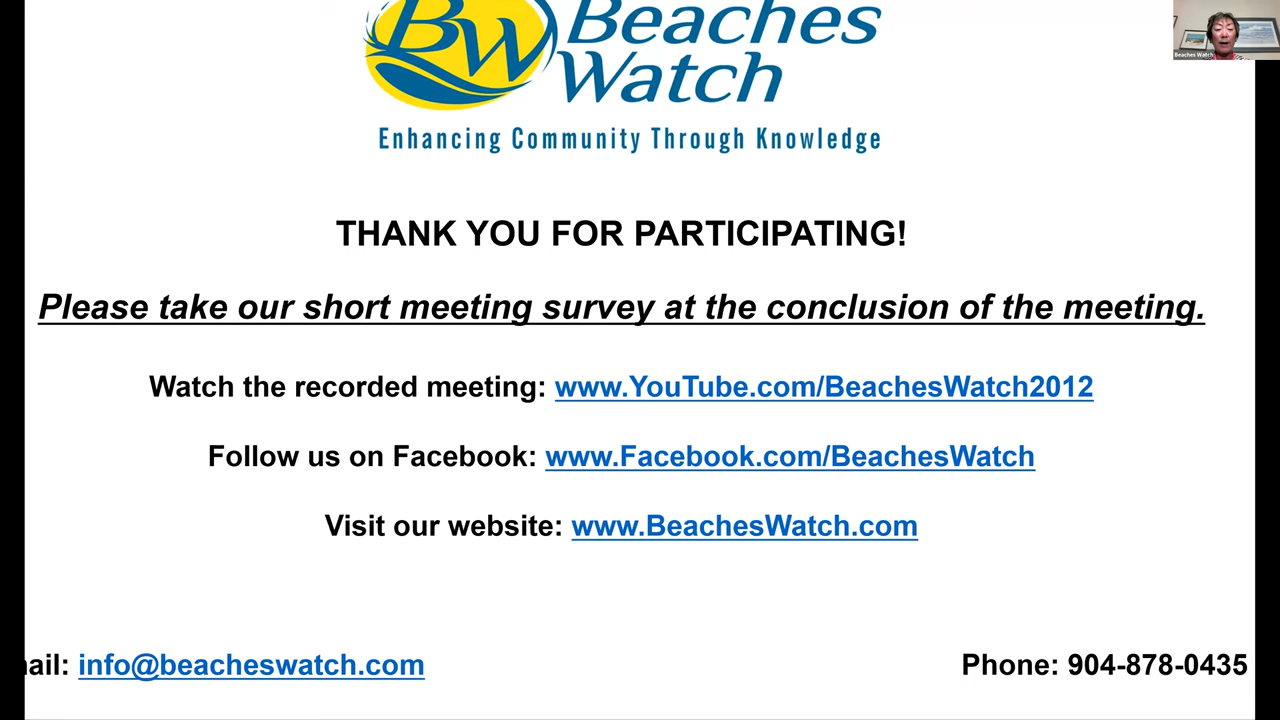 BW
Beaches
Watch
Enhancing Community Through Knowledge
Beaches Watch
THANK YOU FOR PARTICIPATING!
Please take our short meeting survey at the conclusion of the meeting.
Watch the recorded meeting: www.YouTube.com/BeachesWatch2012
Follow us on Facebook: www.Facebook.com/BeachesWatch
Visit our website: www.BeachesWatch.com
ail: info@beacheswatch.com
Phone: 904-878-0435